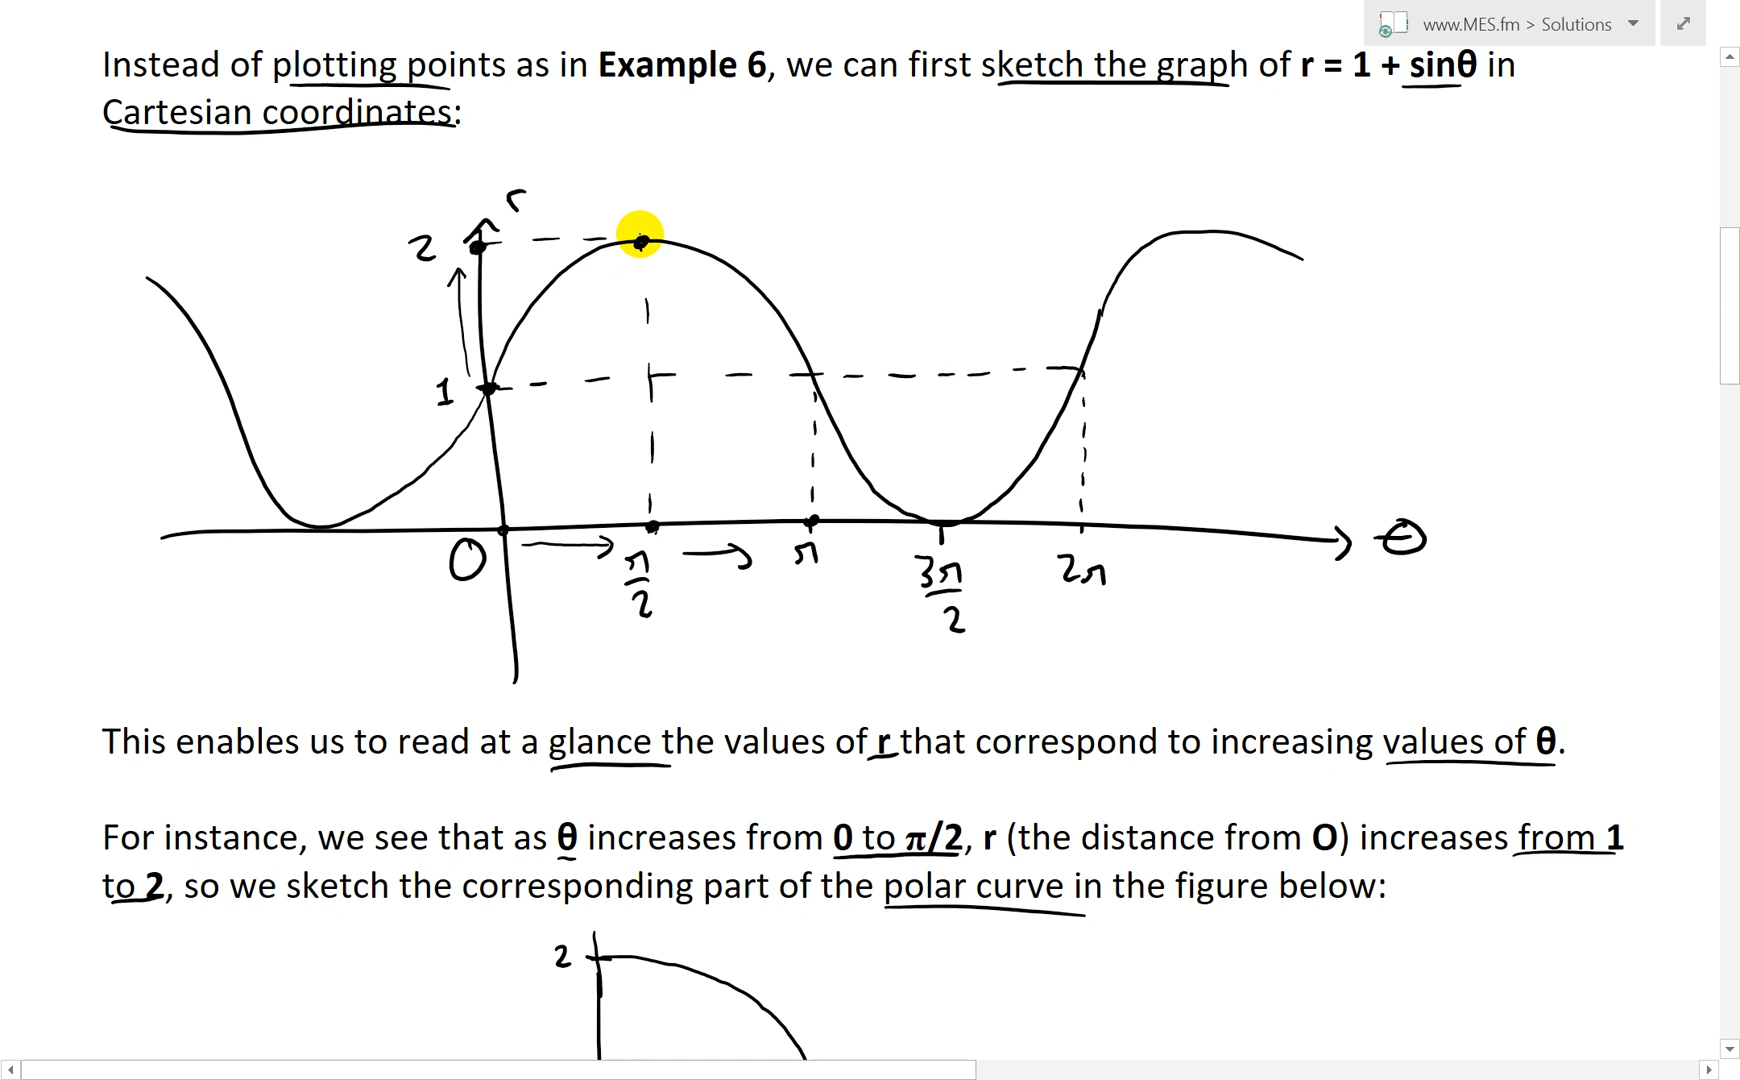 www.MES.fm > Solutions
Instead of plotting points as in Example 6, we can first sketch the graph of r = 1 + sinθ in
Cartesian coordinates:
r
2
1
0
π/2
π
3π/2
2π
θ
This enables us to read at a glance the values of r that correspond to increasing values of θ.
For instance, we see that as θ increases from 0 to π/2, r (the distance from O) increases from 1
to 2, so we sketch the corresponding part of the polar curve in the figure below:
2